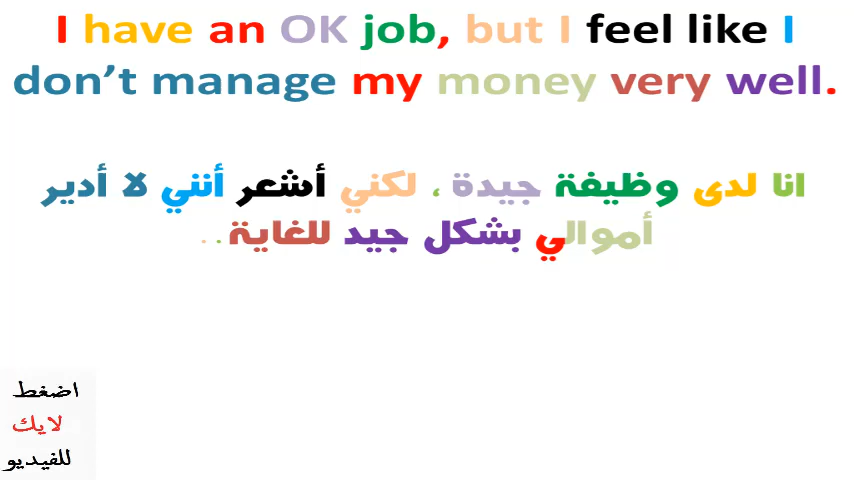 I have an OK job, but I feel like I
don’t manage my money very well.
انا لدى وظيفة جيدة ، لكني أشعر أنني لا أدير
أموالي بشكل جيد للغاية . .
اضغط
لايك
للفيديو